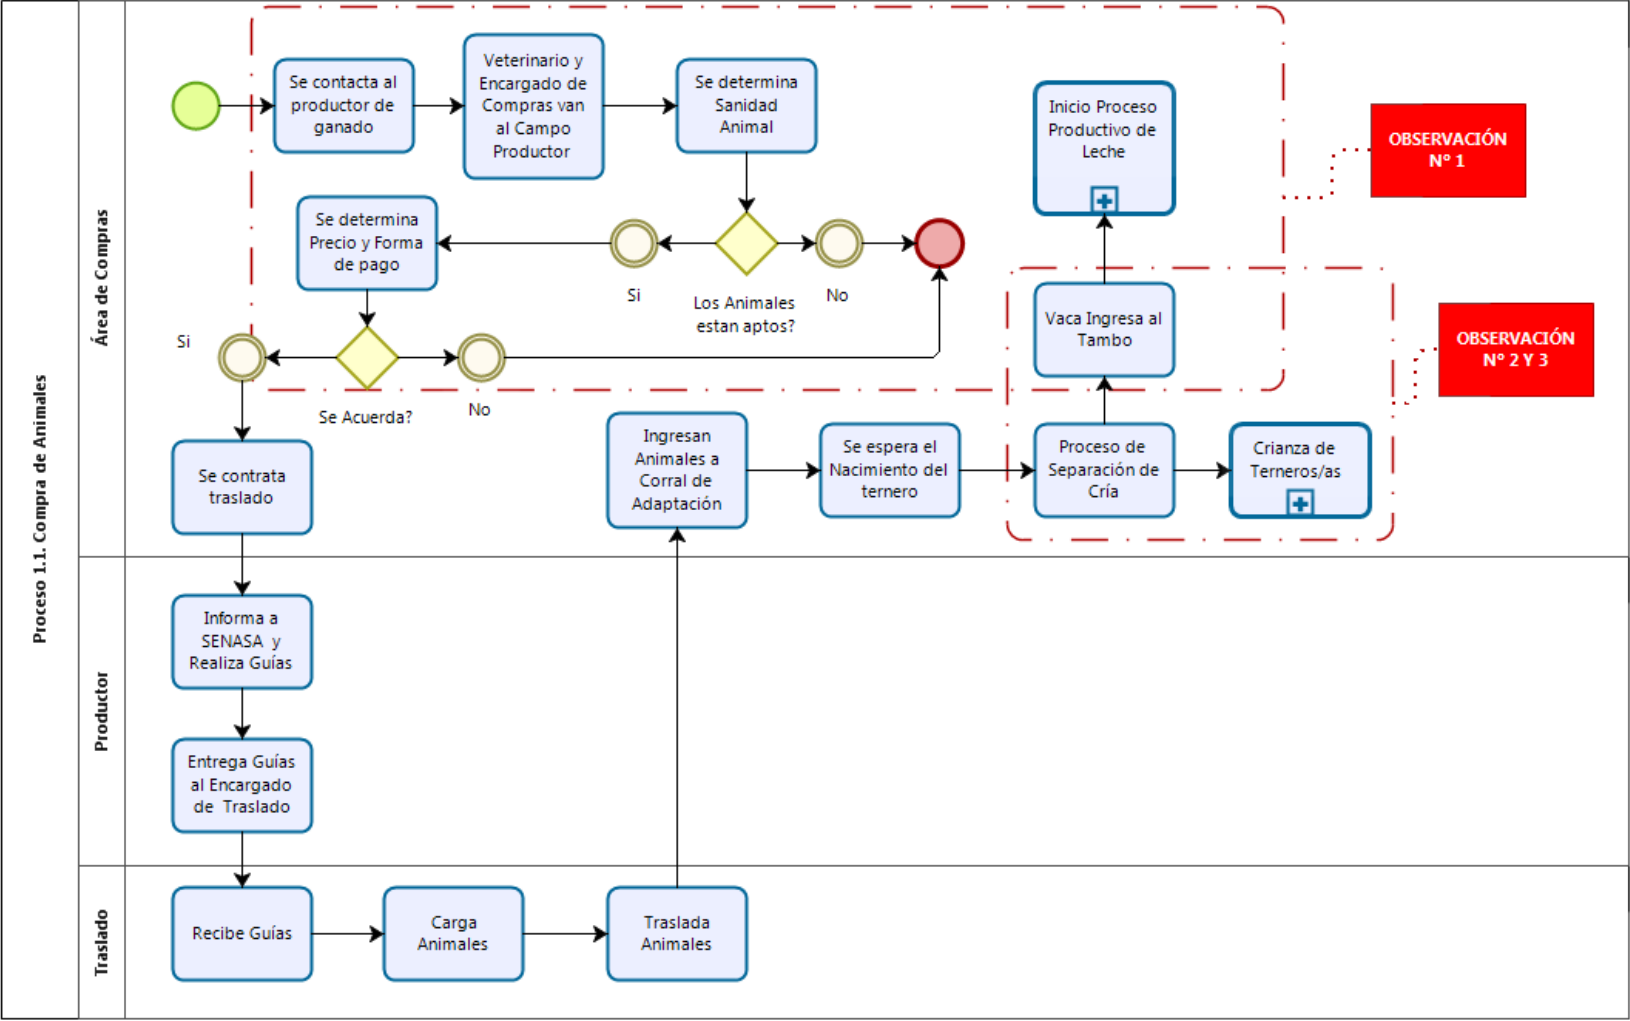 Proceso 1.1. Compra de Animales
Área de Compras
Se contacta al
productor de
ganado
Veterinario y
Encargado de
Compras van
al Campo
Productor
Se determina
Sanidad
Animal
Inicio Proceso
Productivo de
Leche
OBSERVACIÓN
Nº 1
Se determina
Precio y Forma
de pago
Si
Los Animales
estan aptos?
No
Vaca Ingresa al
Tambo
OBSERVACIÓN
Nº 2 Y 3
Si
Se Acuerda?
No
Se contrata
traslado
Ingresan
Animales a
Corral de
Adaptación
Se espera el
Nacimiento del
ternero
Proceso de
Separación de
Cría
Crianza de
Terneros/as
Productor
Informa a
SENASA y
Realiza Guías
Entrega Guías
al Encargado
de Traslado
Traslado
Recibe Guías
Carga
Animales
Traslada
Animales